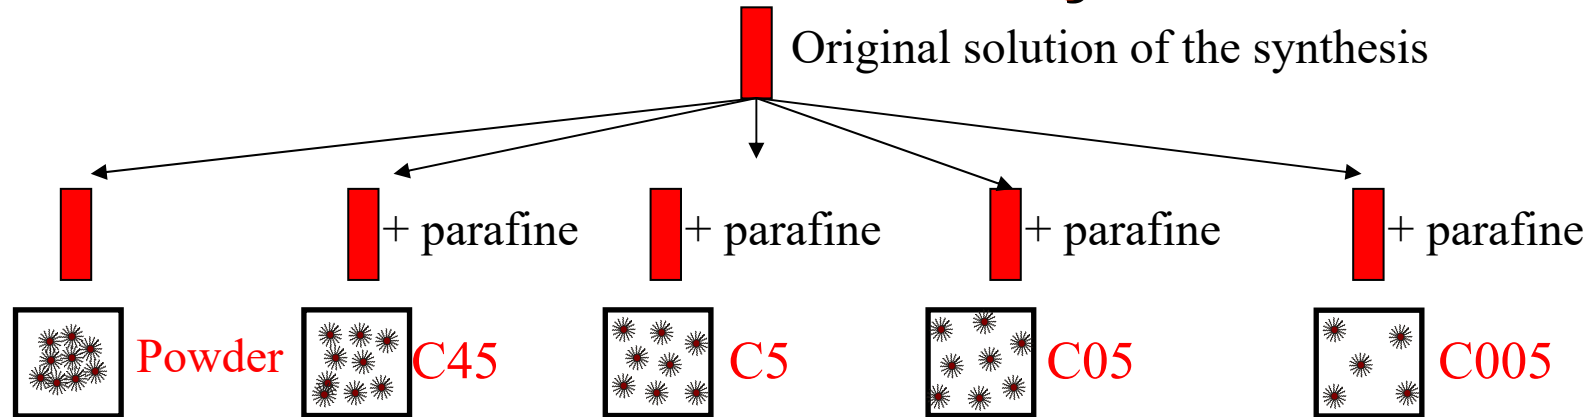 Original solution of the synthesis
+ parafine + parafine + parafine + parafine
Powder C45 C5 C05 C005